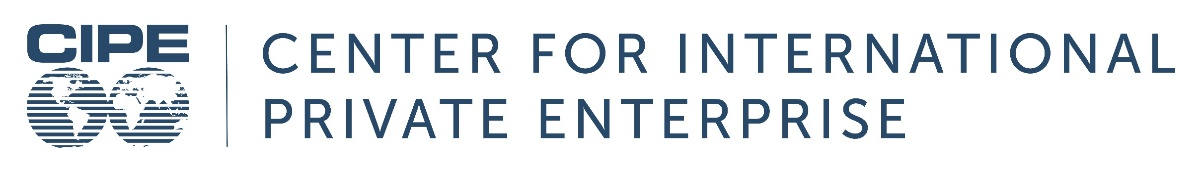 CIPE
CENTER FOR INTERNATIONAL
PRIVATE ENTERPRISE